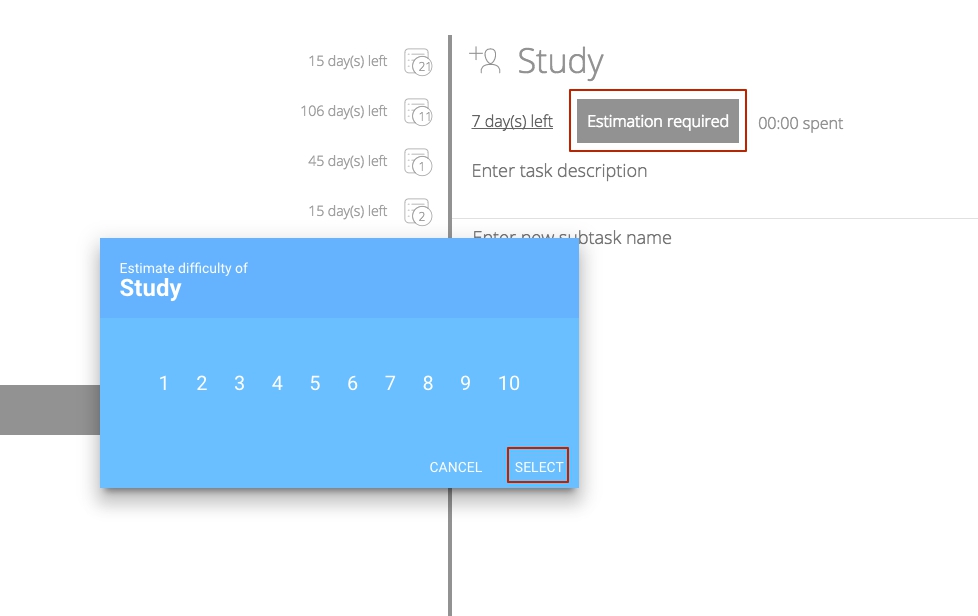 15 day(s) left 21
106 day(s) left 11
45 day(s) left 1
15 day(s) left 2
Study
7 day(s) left Estimation required 00:00 spent
Enter task description
Enter new subtask name
Estimate difficulty of
Study
1 2 3 4 5 6 7 8 9 10
CANCEL SELECT